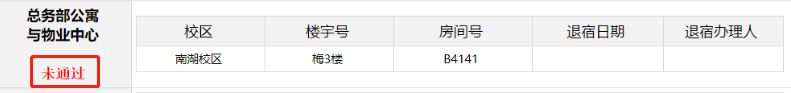 总务部公寓
与物业中心
未通过
校区 楼宇号 房间号 退宿日期 退宿办理人
南湖校区 梅3楼 B4141